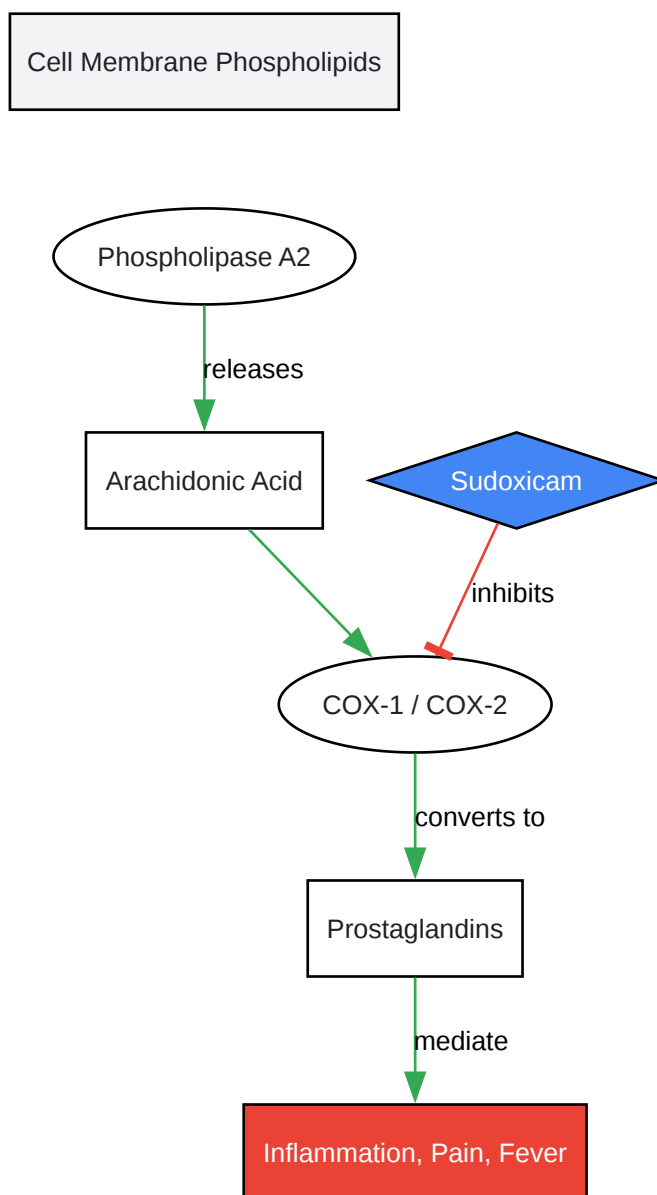 Cell Membrane Phospholipids
Phospholipase A2
releases
Arachidonic Acid
Sudoxicam
inhibits
COX-1 / COX-2
converts to
Prostaglandins
mediate
Inflammation, Pain, Fever